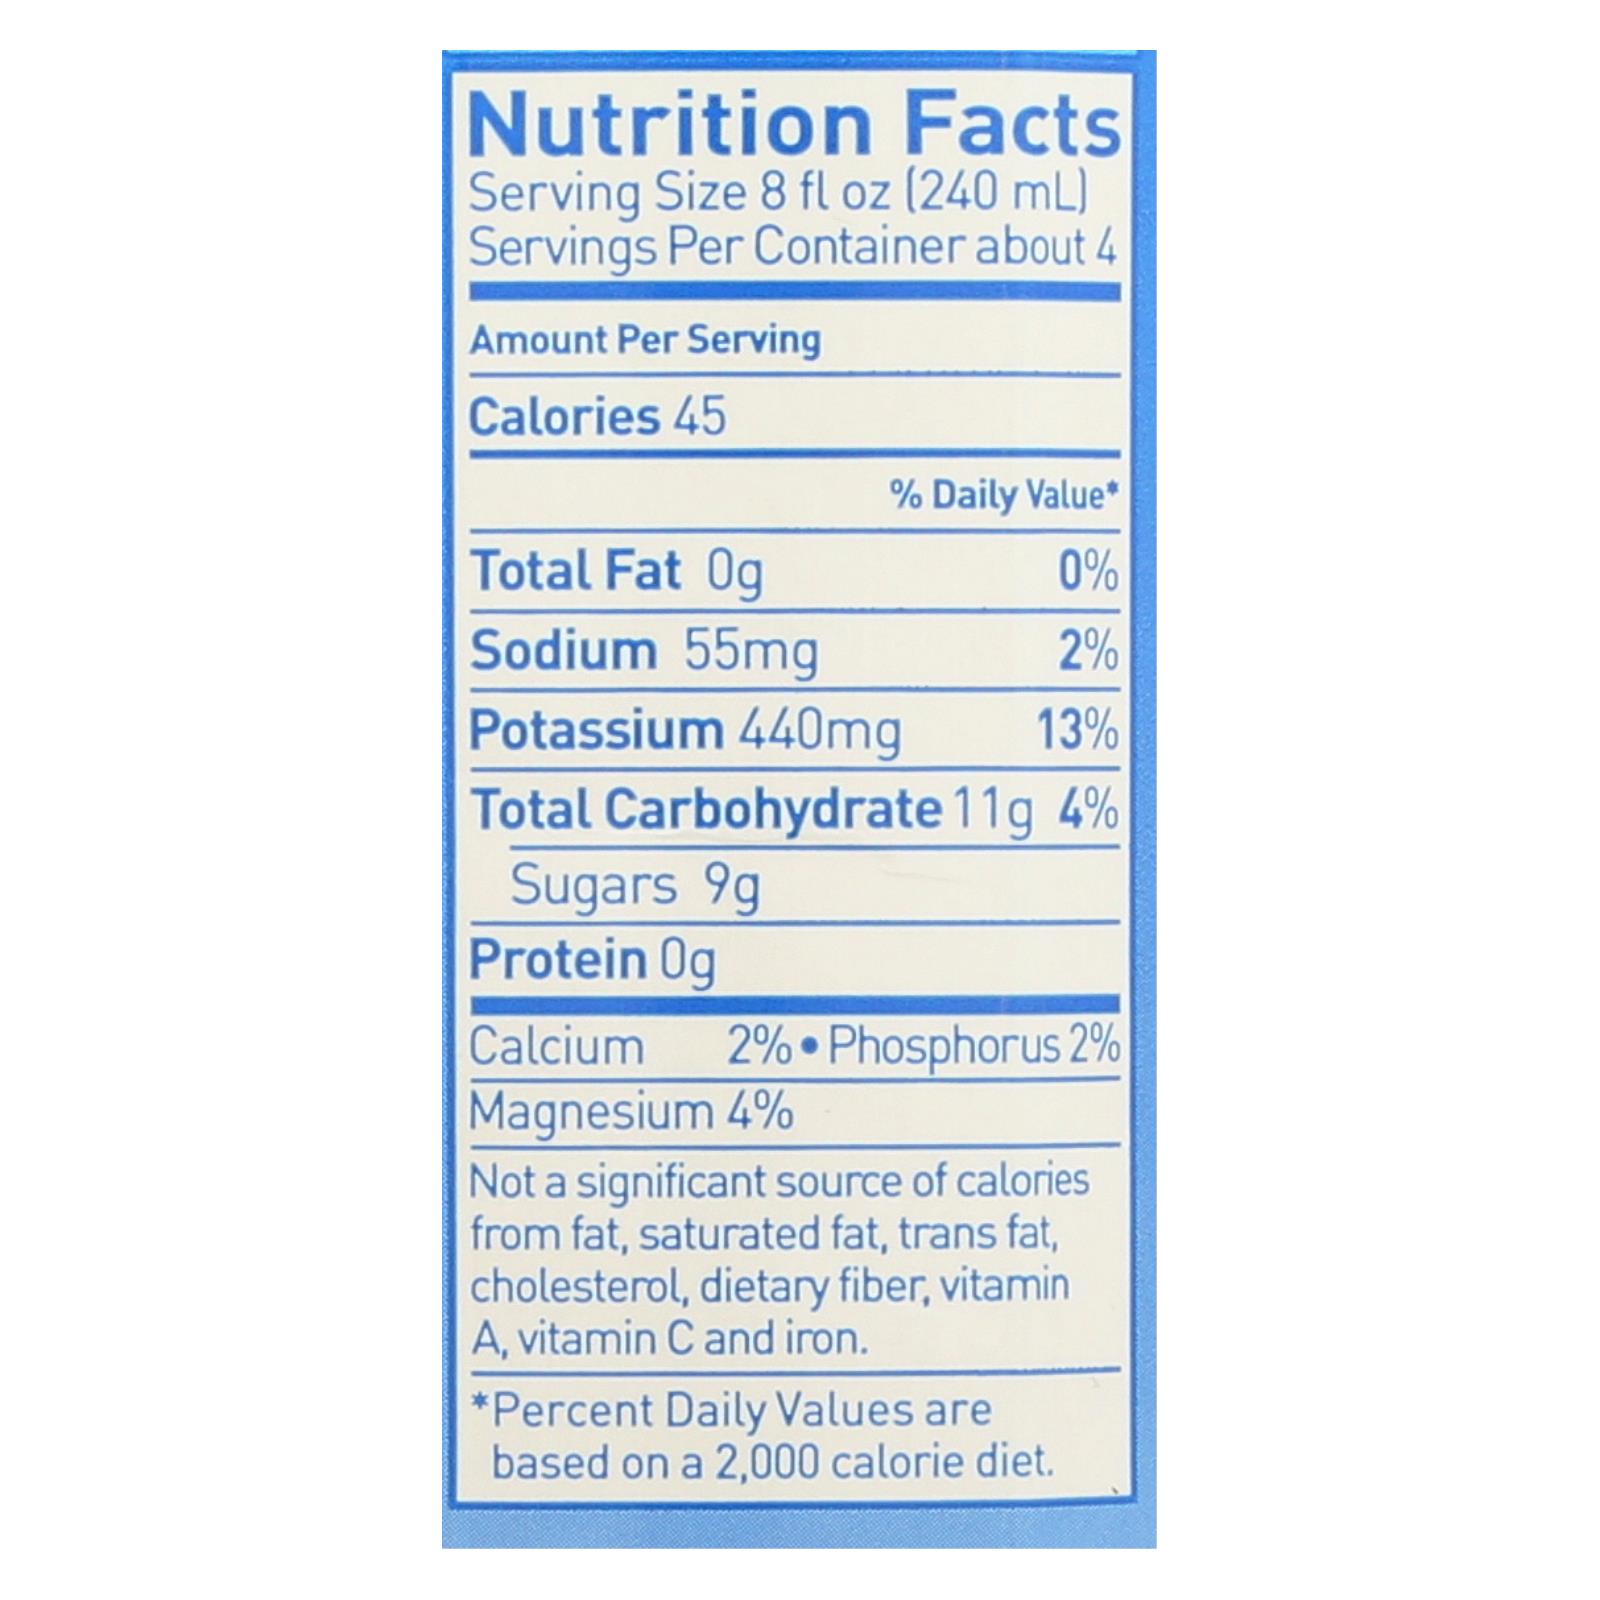 Nutrition Facts
Serving Size 8 fl oz (240 mL)
Servings Per Container about 4
Amount Per Serving
Calories 45
% Daily Value*
Total Fat 0g 0%
Sodium 55mg 2%
Potassium 440mg 13%
Total Carbohydrate 11g 4%
Sugars 9g
Protein 0g
Calcium 2% • Phosphorus 2%
Magnesium 4%
Not a significant source of calories
from fat, saturated fat, trans fat,
cholesterol, dietary fiber, vitamin
A, vitamin C and iron.
*Percent Daily Values are
based on a 2,000 calorie diet.